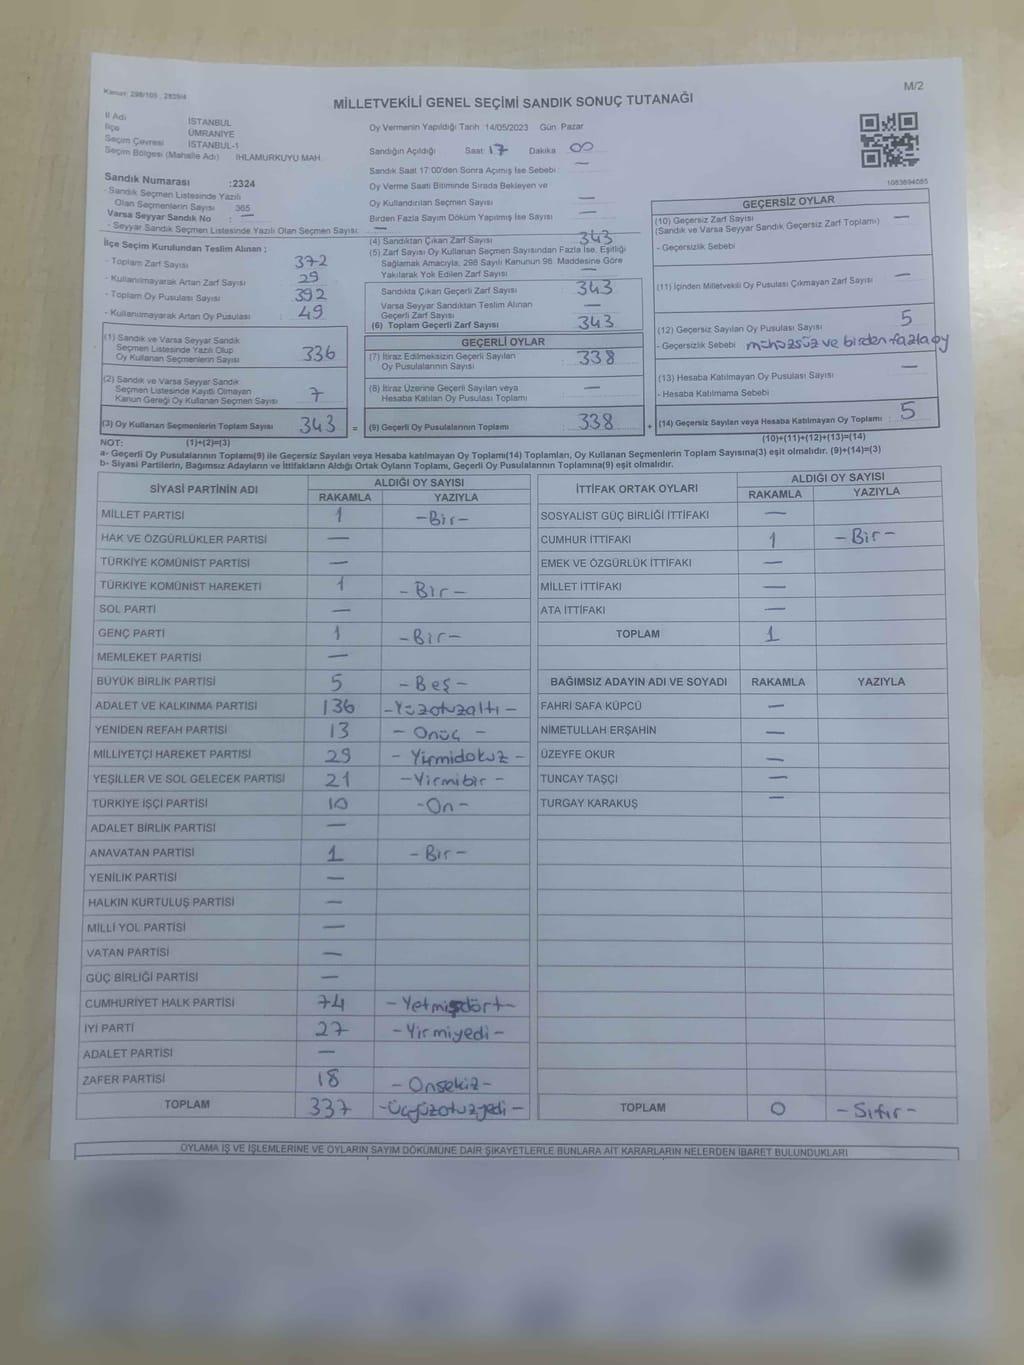 Kanun: 298/105 , 2839/4
M/2
MİLLETVEKİLİ GENEL SEÇİMİ SANDIK SONUÇ TUTANAĞI
İl Adı İSTANBUL
İlçe ÜMRANİYE
Seçim Çevresi İSTANBUL-1
Seçim Bölgesi (Mahalle Adı) IHLAMURKUYU MAH.
Sandık Numarası :2324
- Sandık Seçmen Listesinde Yazılı
Olan Seçmenlerin Sayısı 365
Varsa Seyyar Sandık No : —
- Seyyar Sandık Seçmen Listesinde Yazılı Olan Seçmen Sayısı: —
Oy Vermenin Yapıldığı Tarih 14/05/2023 Gün Pazar
Sandığın Açıldığı Saat 17 Dakika 00
Sandık Saat 17:00'den Sonra Açımış İse Sebebi : —
Oy Verme Saati Bitiminde Sırada Bekleyen ve
Oy Kullandırılan Seçmen Sayısı —
Birden Fazla Sayım Döküm Yapılmış İse Sayısı —
1083694085
İlçe Seçim Kurulundan Teslim Alınan ;
- Toplam Zarf Sayısı : 372
- Kullanılmayarak Artan Zarf Sayısı : 29
- Toplam Oy Pusulası Sayısı : 392
- Kullanılmayarak Artan Oy Pusulası : 49
(1) Sandık ve Varsa Seyyar Sandık
Seçmen Listesinde Yazılı Olup
Oy Kullanan Seçmenlerin Sayısı 336
(2) Sandık ve Varsa Seyyar Sandık
Seçmen Listesinde Kayıtlı Olmayan
Kanun Gereği Oy Kullanan Seçmen Sayısı 7
(3) Oy Kullanan Seçmenlerin Toplam Sayısı 343 =
(4) Sandıktan Çıkan Zarf Sayısı 343
(5) Zarf Sayısı Oy Kullanan Seçmen Sayısından Fazla İse, Eşitliği
Sağlamak Amacıyla, 298 Sayılı Kanunun 98. Maddesine Göre
Yakılarak Yok Edilen Zarf Sayısı —
Sandıkta Çıkan Geçerli Zarf Sayısı 343
Varsa Seyyar Sandıktan Teslim Alınan
Geçerli Zarf Sayısı —
(6) Toplam Geçerli Zarf Sayısı 343
GEÇERLİ OYLAR
(7) İtiraz Edilmeksizin Geçerli Sayılan
Oy Pusulalarının Sayısı 338
(8) İtiraz Üzerine Geçerli Sayılan veya
Hesaba Katılan Oy Pusulası Toplamı —
(9) Geçerli Oy Pusulalarının Toplamı : 338 +
GEÇERSİZ OYLAR
(10) Geçersiz Zarf Sayısı —
(Sandık ve Varsa Seyyar Sandık Geçersiz Zarf Toplamı)
- Geçersizlik Sebebi
(11) İçinden Milletvekili Oy Pusulası Çıkmayan Zarf Sayısı —
(12) Geçersiz Sayılan Oy Pusulası Sayısı 5
- Geçersizlik Sebebi mühürsüz ve birden fazla oy
(13) Hesaba Katılmayan Oy Pusulası Sayısı —
- Hesaba Katılmama Sebebi
(14) Geçersiz Sayılan veya Hesaba Katılmayan Oy Toplamı : 5
NOT: (1)+(2)=(3)
(10)+(11)+(12)+(13)=(14)
a- Geçerli Oy Pusulalarının Toplamı(9) ile Geçersiz Sayılan veya Hesaba katılmayan Oy Toplamı(14) Toplamları, Oy Kullanan Seçmenlerin Toplam Sayısına(3) eşit olmalıdır. (9)+(14)=(3)
b- Siyasi Partilerin, Bağımsız Adayların ve İttifakların Aldığı Ortak Oyların Toplamı, Geçerli Oy Pusulalarının Toplamına(9) eşit olmalıdır.
SİYASİ PARTİNİN ADI ALDIĞI OY SAYISI
RAKAMLA YAZIYLA
MİLLET PARTİSİ 1 -Bir-
HAK VE ÖZGÜRLÜKLER PARTİSİ —
TÜRKİYE KOMÜNİST PARTİSİ —
TÜRKİYE KOMÜNİST HAREKETİ 1 -Bir-
SOL PARTİ —
GENÇ PARTİ 1 -Bir-
MEMLEKET PARTİSİ —
BÜYÜK BİRLİK PARTİSİ 5 -Beş-
ADALET VE KALKINMA PARTİSİ 136 -Yüzotuzaltı-
YENİDEN REFAH PARTİSİ 13 -Onüç-
MİLLİYETÇİ HAREKET PARTİSİ 29 -Yirmidokuz-
YEŞİLLER VE SOL GELECEK PARTİSİ 21 -Yirmibir-
TÜRKİYE İŞÇİ PARTİSİ 10 -On-
ADALET BİRLİK PARTİSİ —
ANAVATAN PARTİSİ 1 -Bir-
YENİLİK PARTİSİ —
HALKIN KURTULUŞ PARTİSİ —
MİLLİ YOL PARTİSİ —
VATAN PARTİSİ —
GÜÇ BİRLİĞİ PARTİSİ —
CUMHURİYET HALK PARTİSİ 74 -Yetmişdört-
İYİ PARTİ 27 -Yirmiyedi-
ADALET PARTİSİ —
ZAFER PARTİSİ 18 -Onsekiz-
TOPLAM 337 -Üçyüzotuzyedi-
İTTİFAK ORTAK OYLARI ALDIĞI OY SAYISI
RAKAMLA YAZIYLA
SOSYALİST GÜÇ BİRLİĞİ İTTİFAKI —
CUMHUR İTTİFAKI 1 -Bir-
EMEK VE ÖZGÜRLÜK İTTİFAKI —
MİLLET İTTİFAKI —
ATA İTTİFAKI —
TOPLAM 1
BAĞIMSIZ ADAYIN ADI VE SOYADI RAKAMLA YAZIYLA
FAHRİ SAFA KÜPCÜ —
NİMETULLAH ERŞAHİN —
ÜZEYFE OKUR —
TUNCAY TAŞÇI —
TURGAY KARAKUŞ —
TOPLAM 0 -Sıfır-
OYLAMA İŞ VE İŞLEMLERİNE VE OYLARIN SAYIM DÖKÜMÜNE DAİR ŞİKAYETLERLE BUNLARA AİT KARARLARIN NELERDEN İBARET BULUNDUKLARI